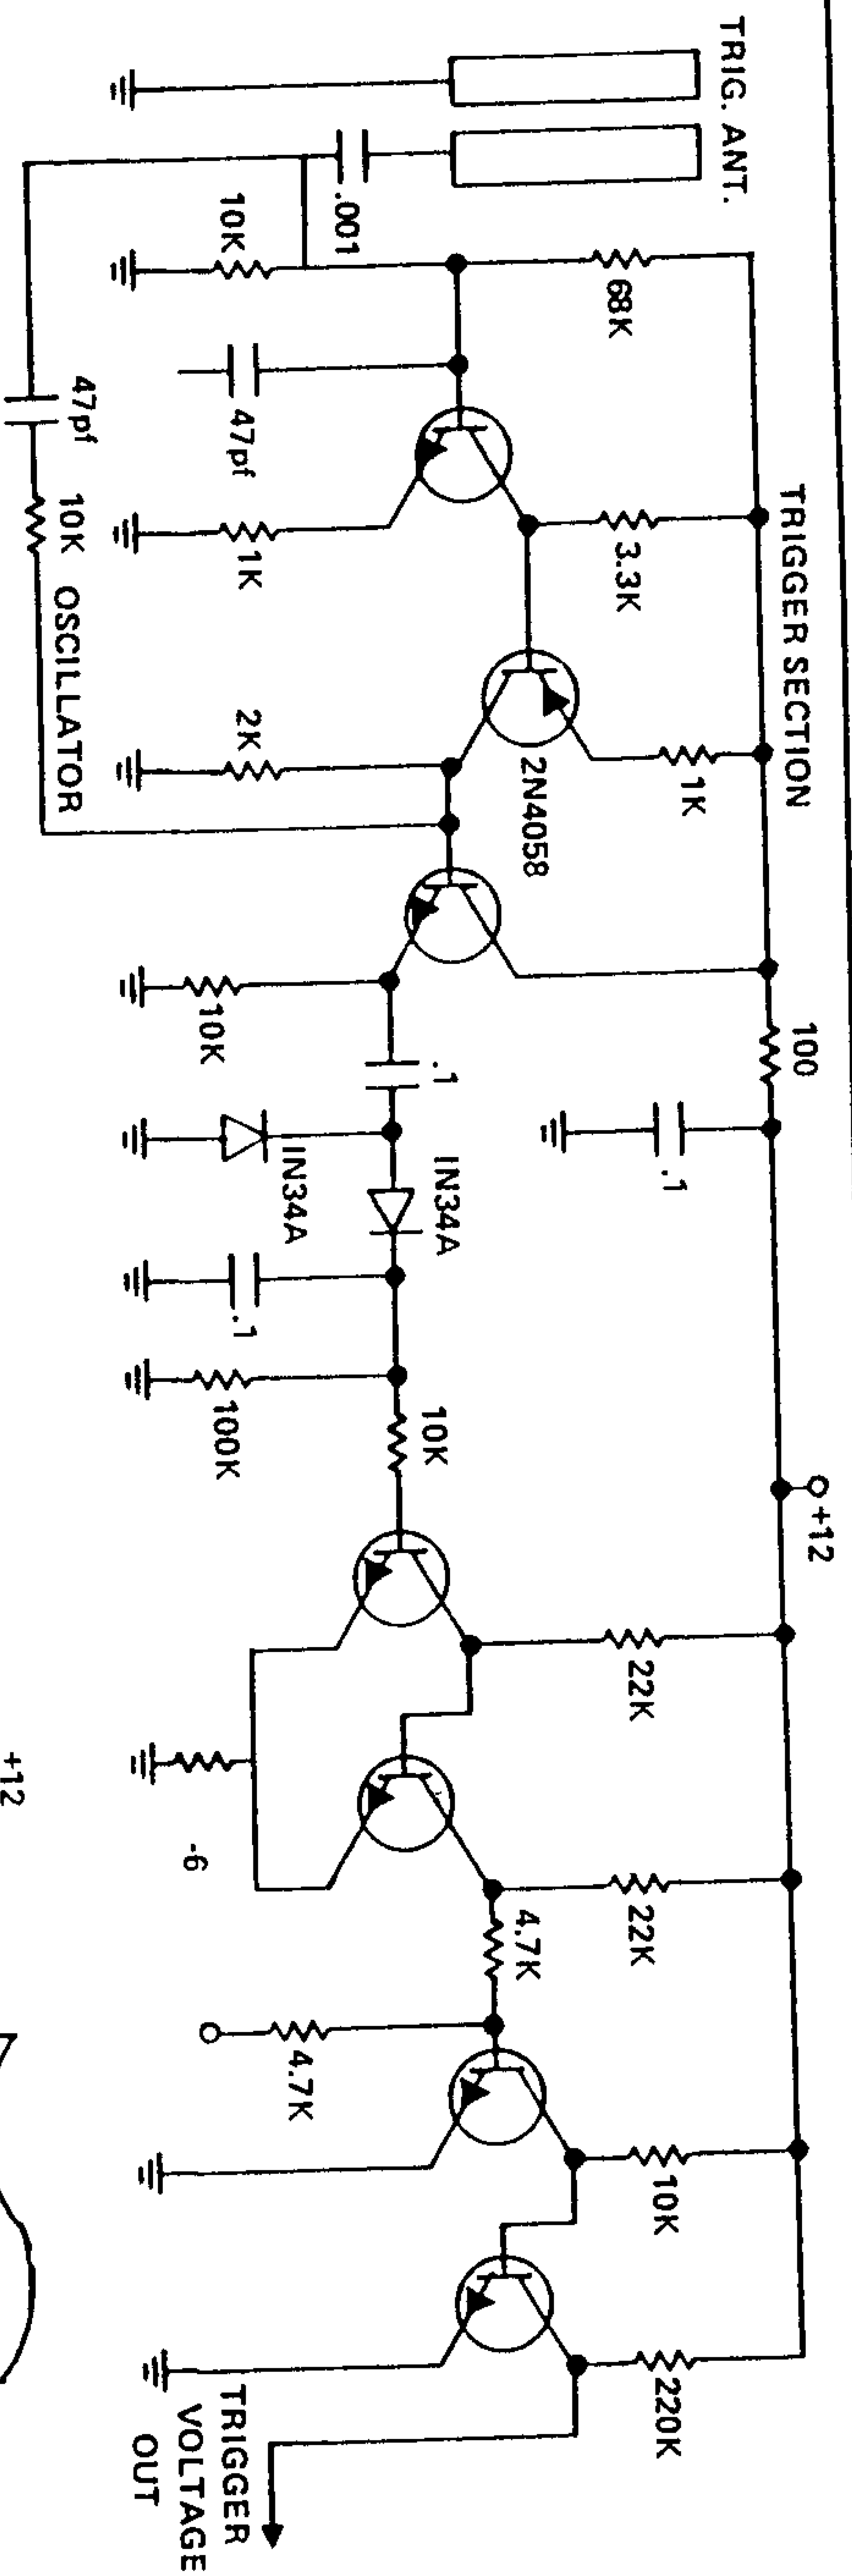 TRIG. ANT.
TRIGGER SECTION
.001
10K
68K
47pf
47pf
10K
OSCILLATOR
1K
3.3K
2K
1K
2N4058
10K
100
.1
.1
IN34A
IN34A
.1
100K
10K
+12
22K
-6
22K
4.7K
4.7K
10K
220K
TRIGGER
VOLTAGE
OUT
+12